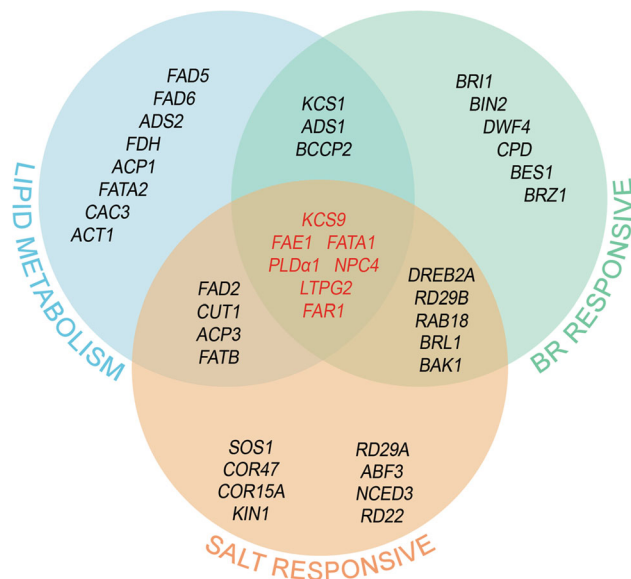 FAD5
FAD6
ADS2
FDH
ACP1
FATA2
CAC3
ACT1
KCS1
ADS1
BCCP2
BRI1
BIN2
DWF4
CPD
BES1
BRZ1
LIPID METABOLISM
BR RESPONSIVE
KCS9
FAE1 FATA1
PLDα1 NPC4
LTPG2
FAR1
FAD2
CUT1
ACP3
FATB
DREB2A
RD29B
RAB18
BRL1
BAK1
SOS1
COR47
COR15A
KIN1
RD29A
ABF3
NCED3
RD22
SALT RESPONSIVE